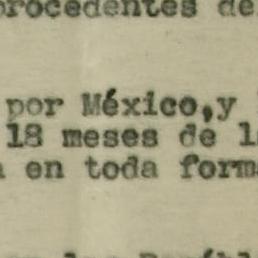 procedentes de
por México,y
18 meses de l
en toda form